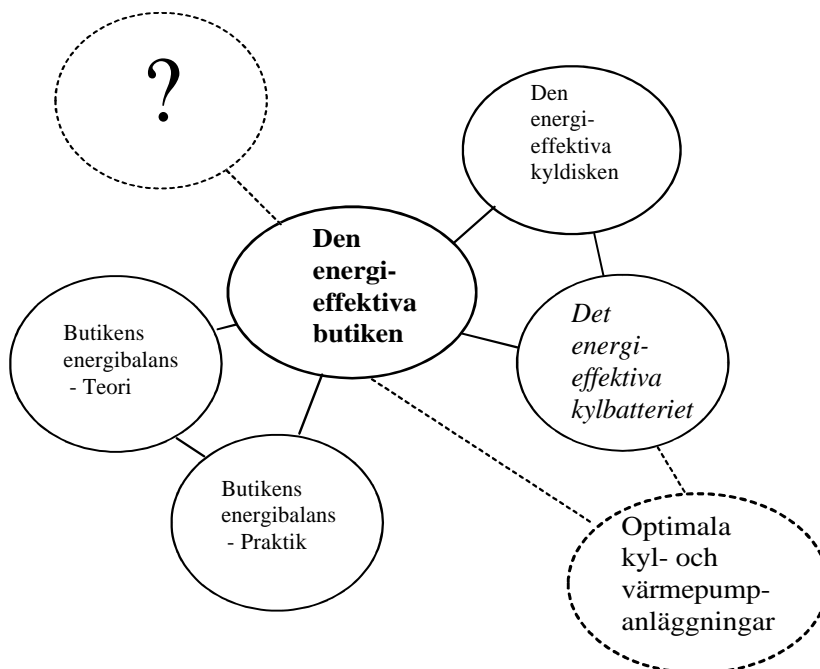 ?
Den
energi-
effektiva
kyldisken
Den
energi-
effektiva
butiken
Det
energi-
effektiva
kylbatteriet
Butikens
energibalans
- Teori
Butikens
energibalans
- Praktik
Optimala
kyl- och
värmepump-
anläggningar